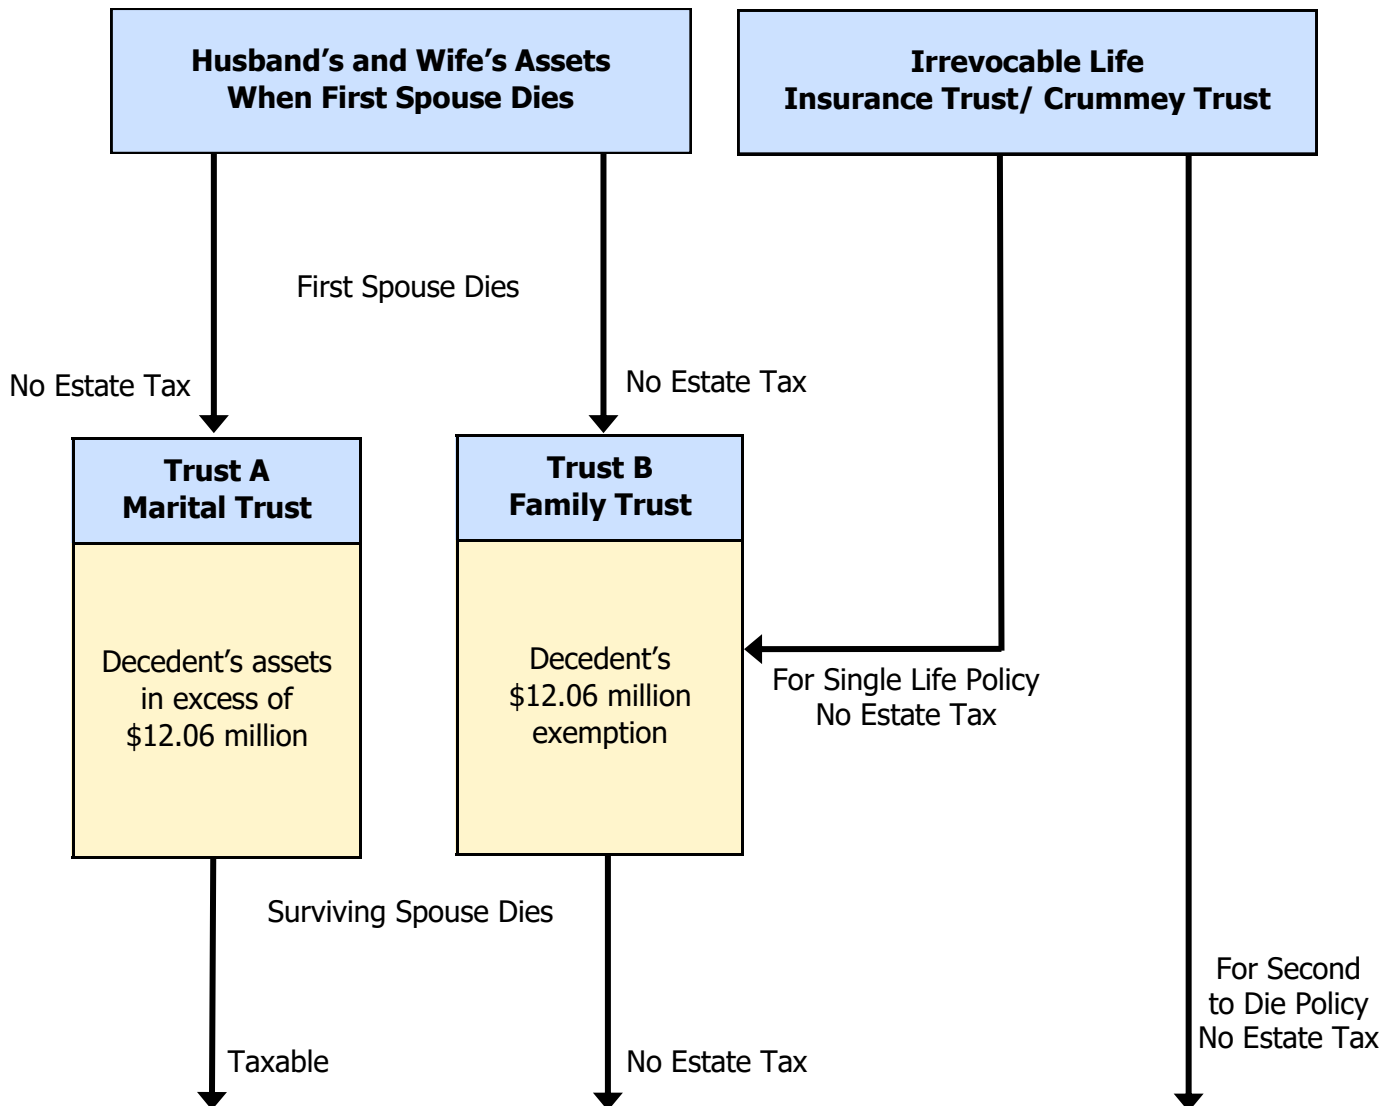 Husband’s and Wife’s Assets
When First Spouse Dies
Irrevocable Life
Insurance Trust/ Crummey Trust
First Spouse Dies
No Estate Tax
No Estate Tax
Trust A
Marital Trust
Trust B
Family Trust
Decedent’s assets
in excess of
$12.06 million
Decedent’s
$12.06 million
exemption
For Single Life Policy
No Estate Tax
Surviving Spouse Dies
For Second
to Die Policy
No Estate Tax
Taxable
No Estate Tax